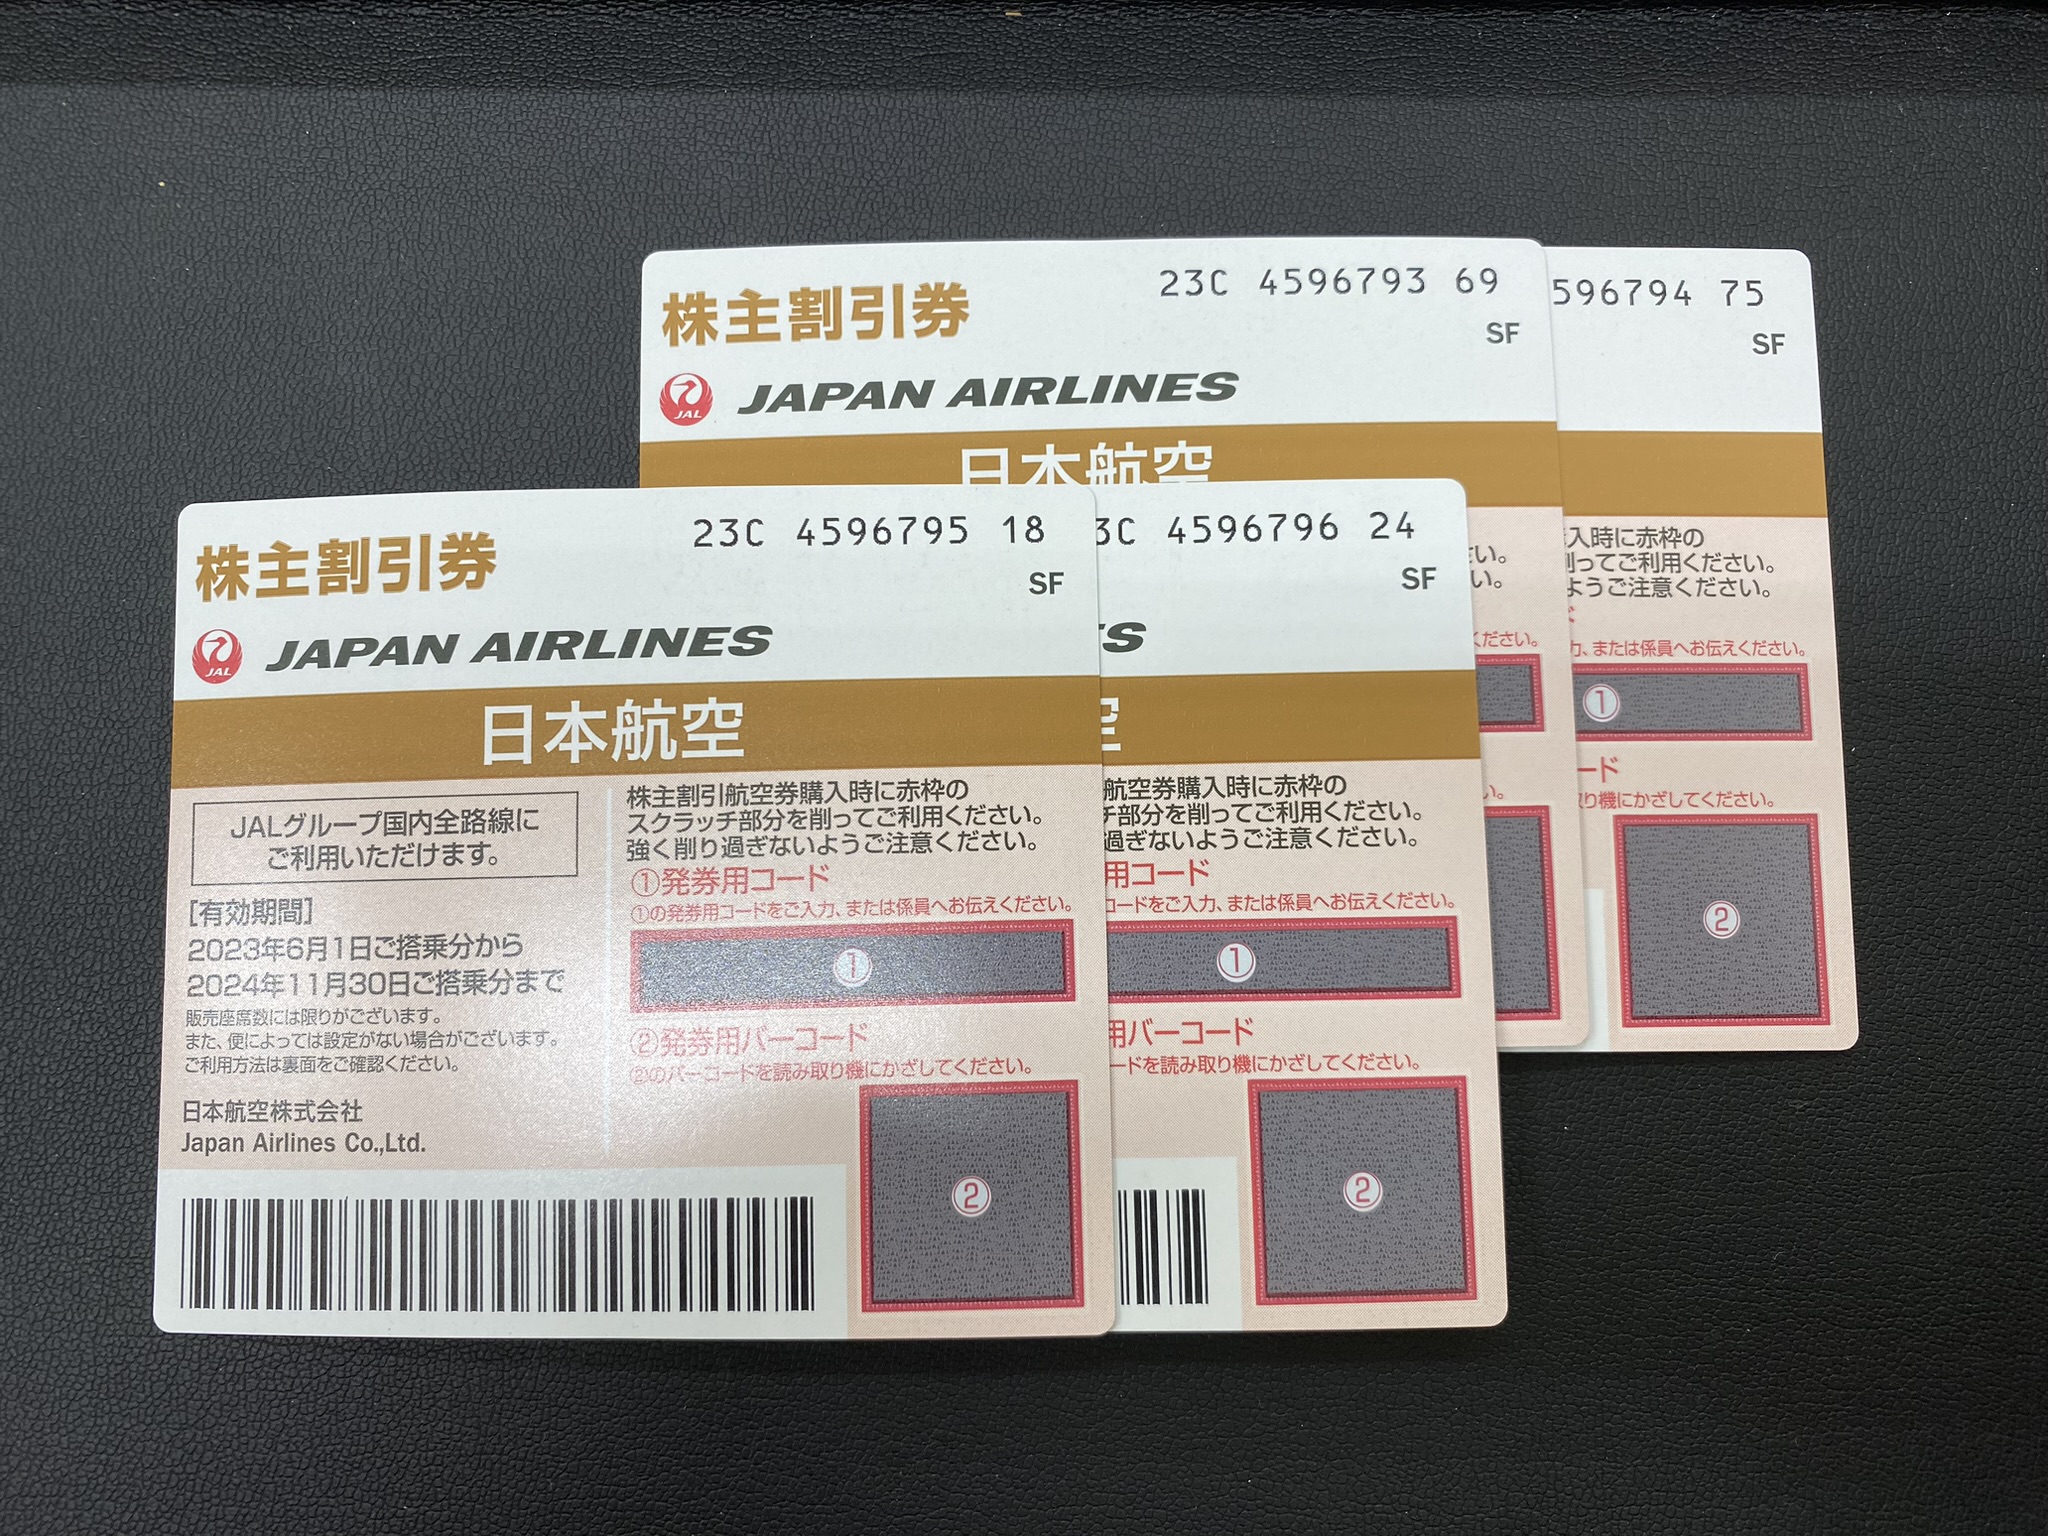 株主割引券
23C 4596793 69
SF
JAL
JAPAN AIRLINES
日本航空
596794 75
SF
入時に赤枠の
削ってご利用ください。
ようご注意ください。
力、または係員へお伝えください。
①
ード
り機にかざしてください。
②
さい。
い。
ください。
株主割引券
23C 4596795 18
SF
JAL
JAPAN AIRLINES
日本航空
JALグループ国内全路線に
ご利用いただけます。
[有効期間]
2023年6月1日ご搭乗分から
2024年11月30日ご搭乗分まで
販売座席数には限りがございます。
また、便によっては設定がない場合がございます。
ご利用方法は裏面をご確認ください。
日本航空株式会社
Japan Airlines Co.,Ltd.
株主割引航空券購入時に赤枠の
スクラッチ部分を削ってご利用ください。
強く削り過ぎないようご注意ください。
①発券用コード
①の発券用コードをご入力、または係員へお伝えください。
①
②発券用バーコード
②のバーコードを読み取り機にかざしてください。
②
3C 4596796 24
SF
S
空
航空券購入時に赤枠の
チ部分を削ってご利用ください。
過ぎないようご注意ください。
用コード
コードをご入力、または係員へお伝えください。
①
用バーコード
ードを読み取り機にかざしてください。
②